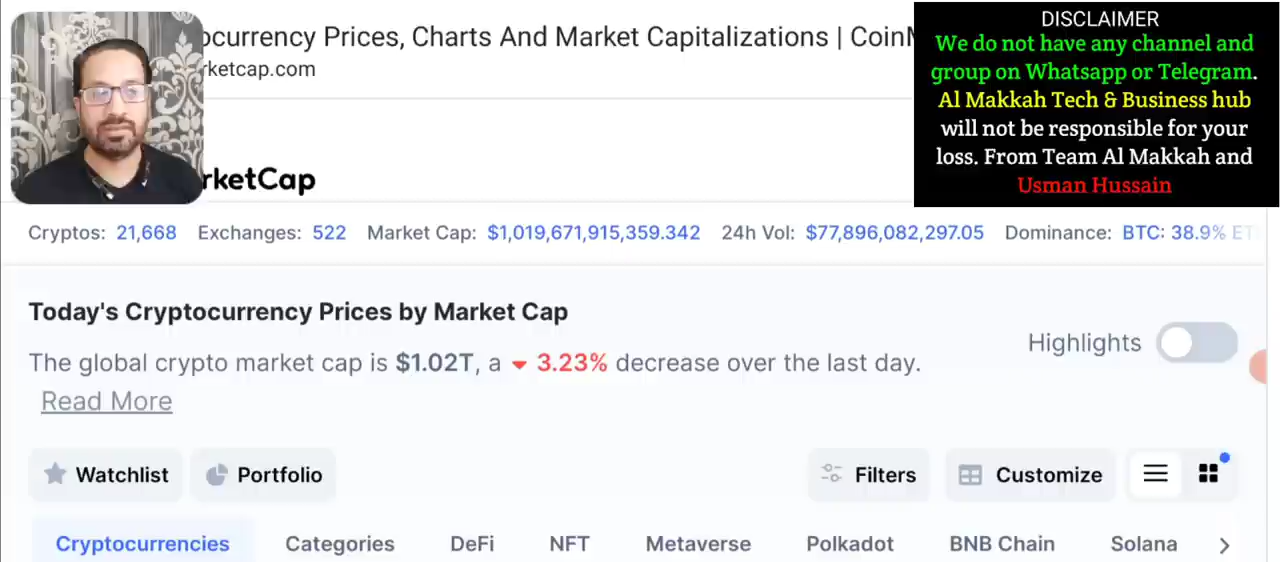 ocurrency Prices, Charts And Market Capitalizations | CoinM
rketcap.com
rketCap
DISCLAIMER
We do not have any channel and
group on Whatsapp or Telegram.
Al Makkah Tech & Business hub
will not be responsible for your
loss. From Team Al Makkah and
Usman Hussain
Cryptos: 21,668 Exchanges: 522 Market Cap: $1,019,671,915,359.342 24h Vol: $77,896,082,297.05 Dominance: BTC: 38.9% ET
Today's Cryptocurrency Prices by Market Cap
The global crypto market cap is $1.02T, a 3.23% decrease over the last day.
Read More
Highlights
Watchlist Portfolio Filters Customize
Cryptocurrencies Categories DeFi NFT Metaverse Polkadot BNB Chain Solana